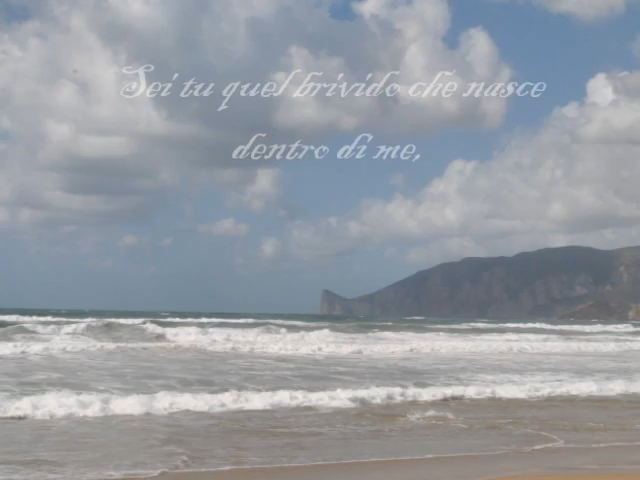 Sei tu quel brivido che nasce
dentro di me,